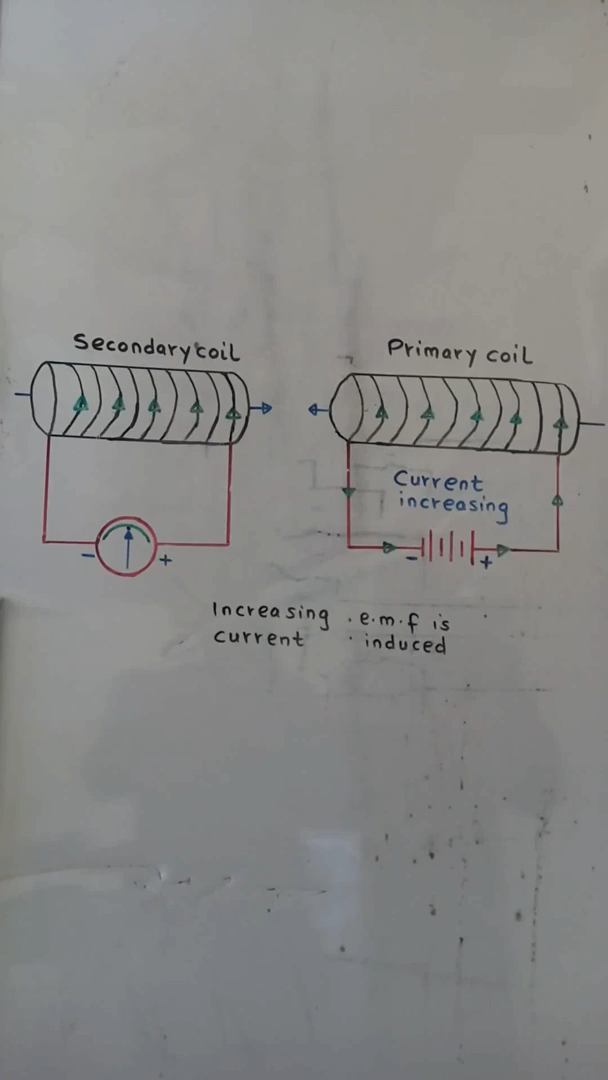 Secondary coil
Primary coil
Current
increasing
- +
- +
Increasing . e.m.f is
current . induced